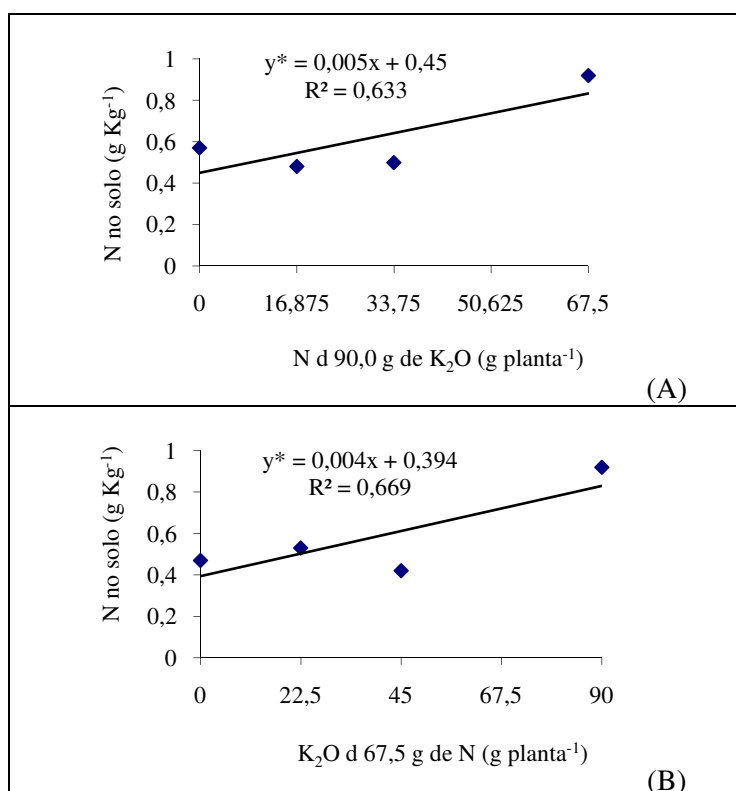 y* = 0,005x + 0,45
R² = 0,633
N no solo (g Kg⁻¹)
1
0,8
0,6
0,4
0,2
0
0 16,875 33,75 50,625 67,5
N d 90,0 g de K₂O (g planta⁻¹)
(A)
y* = 0,004x + 0,394
R² = 0,669
N no solo (g Kg⁻¹)
1
0,8
0,6
0,4
0,2
0
0 22,5 45 67,5 90
K₂O d 67,5 g de N (g planta⁻¹)
(B)